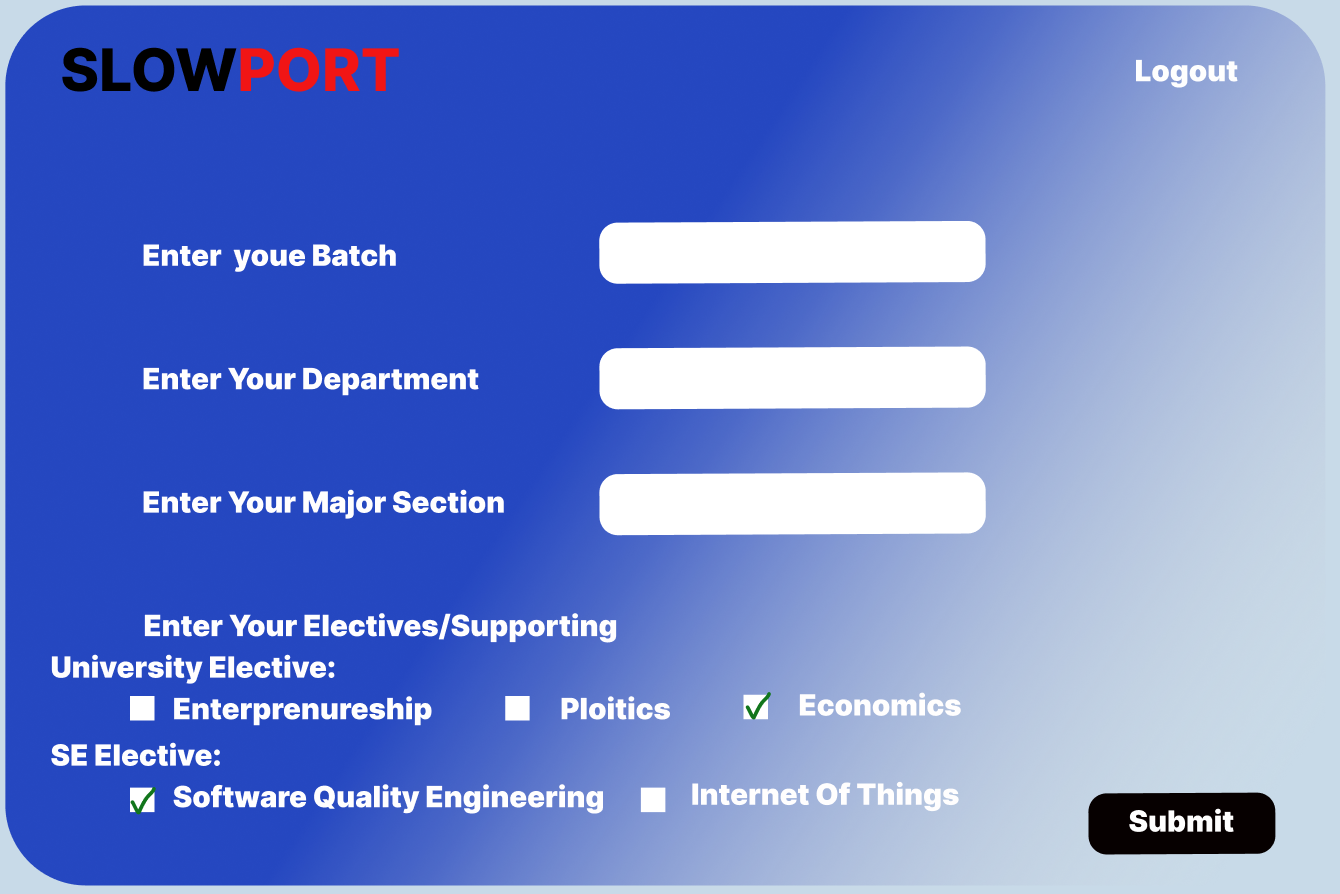 SLOWPORT
Logout
Enter  youe Batch
Enter Your Department
Enter Your Major Section
Enter Your Electives/Supporting
University Elective:
Enterprenureship Ploitics Economics
SE Elective:
Software Quality Engineering Internet Of Things
Submit